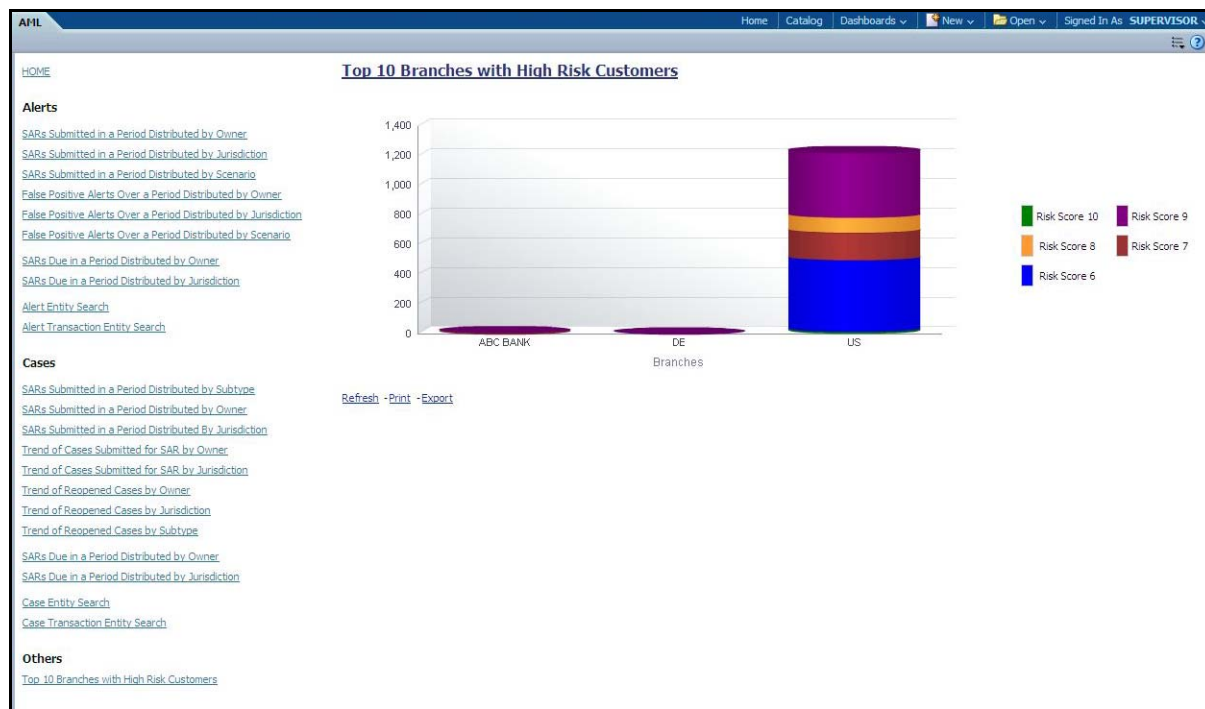 AML
Home Catalog Dashboards New Open Signed In As SUPERVISOR
HOME
Alerts
SARs Submitted in a Period Distributed by Owner
SARs Submitted in a Period Distributed by Jurisdiction
SARs Submitted in a Period Distributed by Scenario
False Positive Alerts Over a Period Distributed by Owner
False Positive Alerts Over a Period Distributed by Jurisdiction
False Positive Alerts Over a Period Distributed by Scenario
SARs Due in a Period Distributed by Owner
SARs Due in a Period Distributed by Jurisdiction
Alert Entity Search
Alert Transaction Entity Search
Cases
SARs Submitted in a Period Distributed by Subtype
SARs Submitted in a Period Distributed by Owner
SARs Submitted in a Period Distributed By Jurisdiction
Trend of Cases Submitted for SAR by Owner
Trend of Cases Submitted for SAR by Jurisdiction
Trend of Reopened Cases by Owner
Trend of Reopened Cases by Jurisdiction
Trend of Reopened Cases by Subtype
SARs Due in a Period Distributed by Owner
SARs Due in a Period Distributed by Jurisdiction
Case Entity Search
Case Transaction Entity Search
Others
Top 10 Branches with High Risk Customers
Top 10 Branches with High Risk Customers
1,400
1,200
1,000
800
600
400
200
0
ABC BANK DE US
Branches
Risk Score 10 Risk Score 9
Risk Score 8 Risk Score 7
Risk Score 6
Refresh - Print - Export